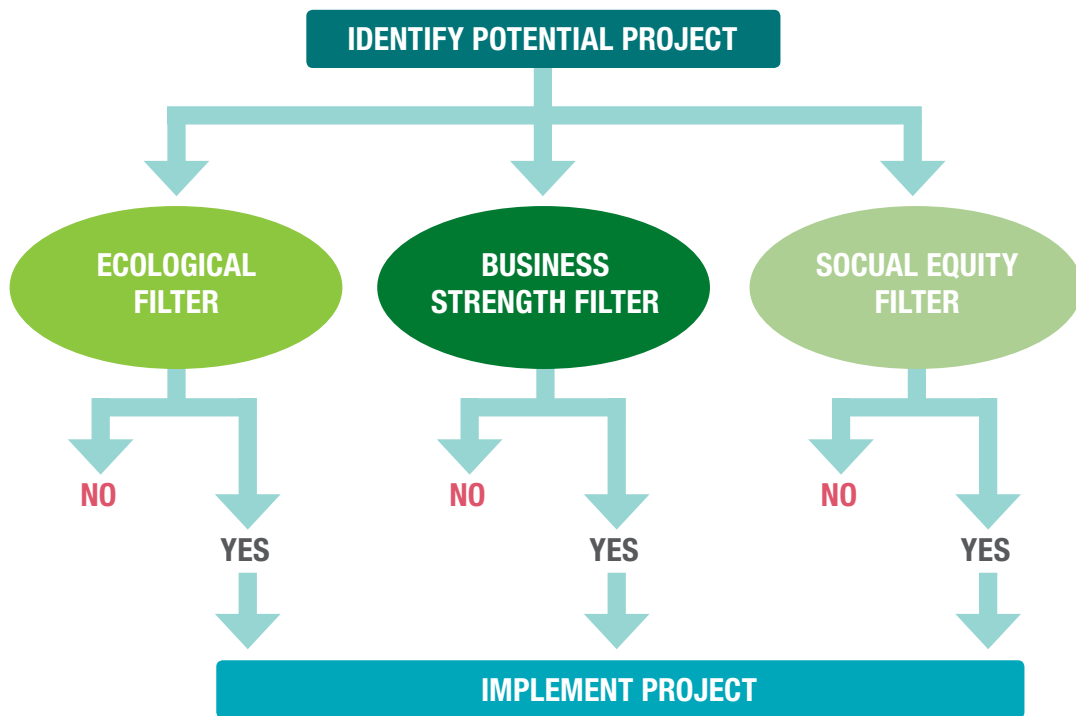 IDENTIFY POTENTIAL PROJECT
ECOLOGICAL
FILTER
BUSINESS
STRENGTH FILTER
SOCUAL EQUITY
FILTER
NO
YES
NO
YES
NO
YES
IMPLEMENT PROJECT